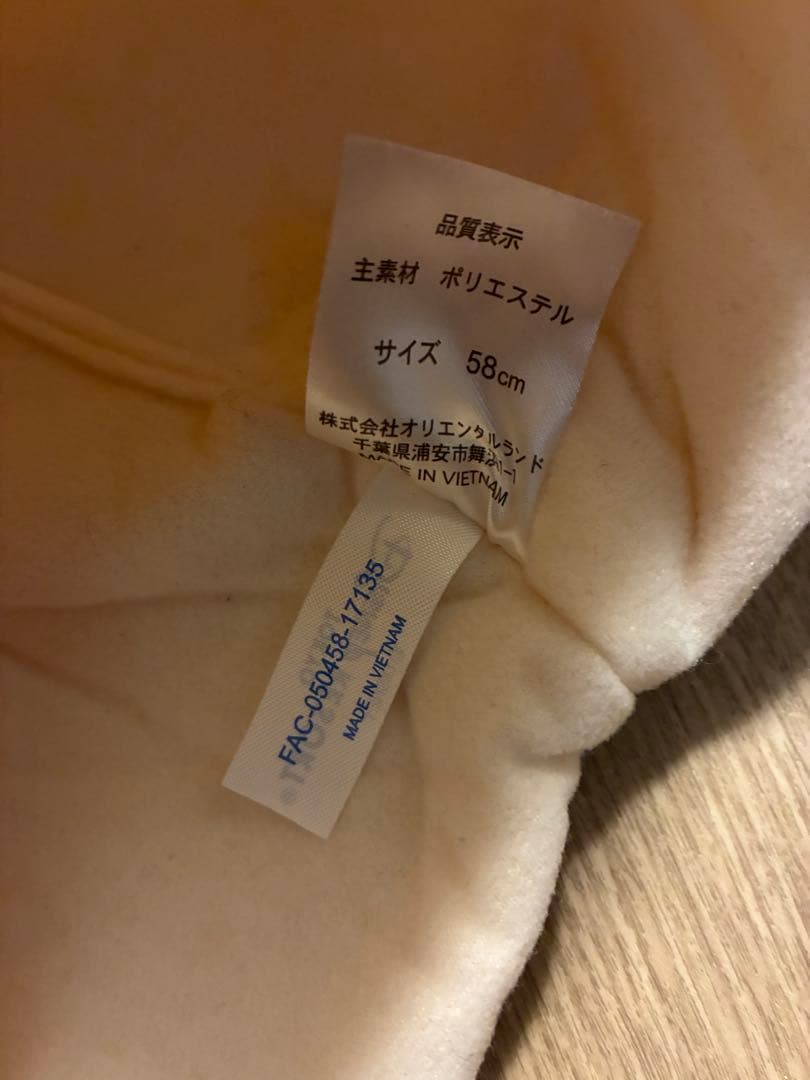 品質表示
主素材 ポリエステル
サイズ 58cm
株式会社オリエンタルランド
千葉県浦安市舞浜1-1
MADE IN VIETNAM
FAC-050458-17135
MADE IN VIETNAM